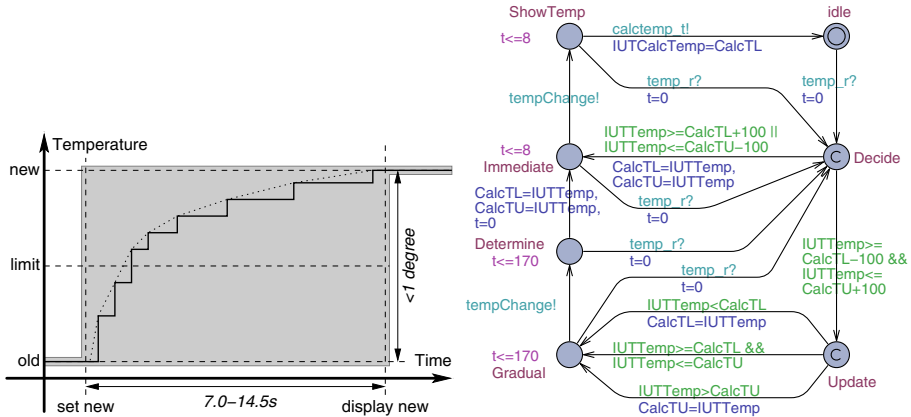 Temperature
new
limit
old
<1 degree
Time
set new
7.0–14.5s
display new
ShowTemp
t<=8
calctemp_t!
IUTCalcTemp=CalcTL
idle
temp_r?
t=0
temp_r?
t=0
tempChange!
IUTTemp>=CalcTL+100 ||
IUTTemp<=CalcTU-100
t<=8
Immediate
C
Decide
CalcTL=IUTTemp,
CalcTU=IUTTemp
CalcTL=IUTTemp,
CalcTU=IUTTemp,
t=0
temp_r?
t=0
Determine
t<=170
temp_r?
t=0
IUTTemp>=
CalcTL-100 &&
IUTTemp<=
CalcTU+100
temp_r?
t=0
tempChange!
IUTTemp<CalcTL
CalcTL=IUTTemp
t<=170
Gradual
IUTTemp>=CalcTL &&
IUTTemp<=CalcTU
C
Update
IUTTemp>CalcTU
CalcTU=IUTTemp